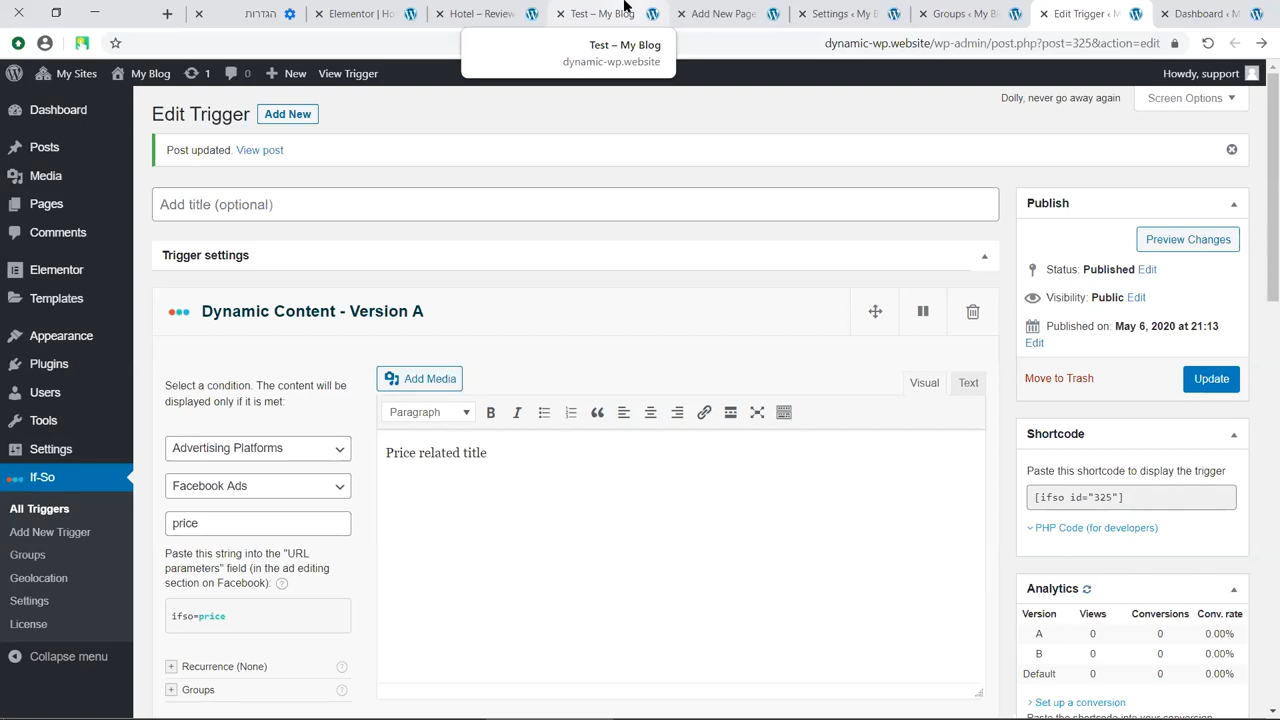 הגדרות
Elementor | H
Hotel – Review
Test – My Blog
Add New Page
Settings ‹ My B
Groups ‹ My Bl
Edit Trigger ‹ M
Dashboard ‹ M
dynamic-wp.website/wp-admin/post.php?post=325&action=edit
Test – My Blog
dynamic-wp.website
My Sites
My Blog
1
0
New
View Trigger
Howdy, support
Dashboard
Posts
Media
Pages
Comments
Elementor
Templates
Appearance
Plugins
Users
Tools
Settings
If-So
All Triggers
Add New Trigger
Groups
Geolocation
Settings
License
Collapse menu
Dolly, never go away again
Screen Options
Edit Trigger
Add New
Post updated. View post
Add title (optional)
Trigger settings
Dynamic Content - Version A
Select a condition. The content will be
displayed only if it is met:
Advertising Platforms
Facebook Ads
price
Paste this string into the "URL
parameters" field (in the ad editing
section on Facebook): ?
ifso=price
+ Recurrence (None) ?
+ Groups ?
Add Media
Visual
Text
Paragraph
B I
Price related title
Publish
Preview Changes
Status: Published Edit
Visibility: Public Edit
Published on: May 6, 2020 at 21:13
Edit
Move to Trash
Update
Shortcode
Paste this shortcode to display the trigger
[ifso id="325"]
PHP Code (for developers)
Analytics
Version Views Conversions Conv. rate
A 0 0 0.00%
B 0 0 0.00%
Default 0 0 0.00%
› Set up a conversion
Paste the shortcode into your conversion